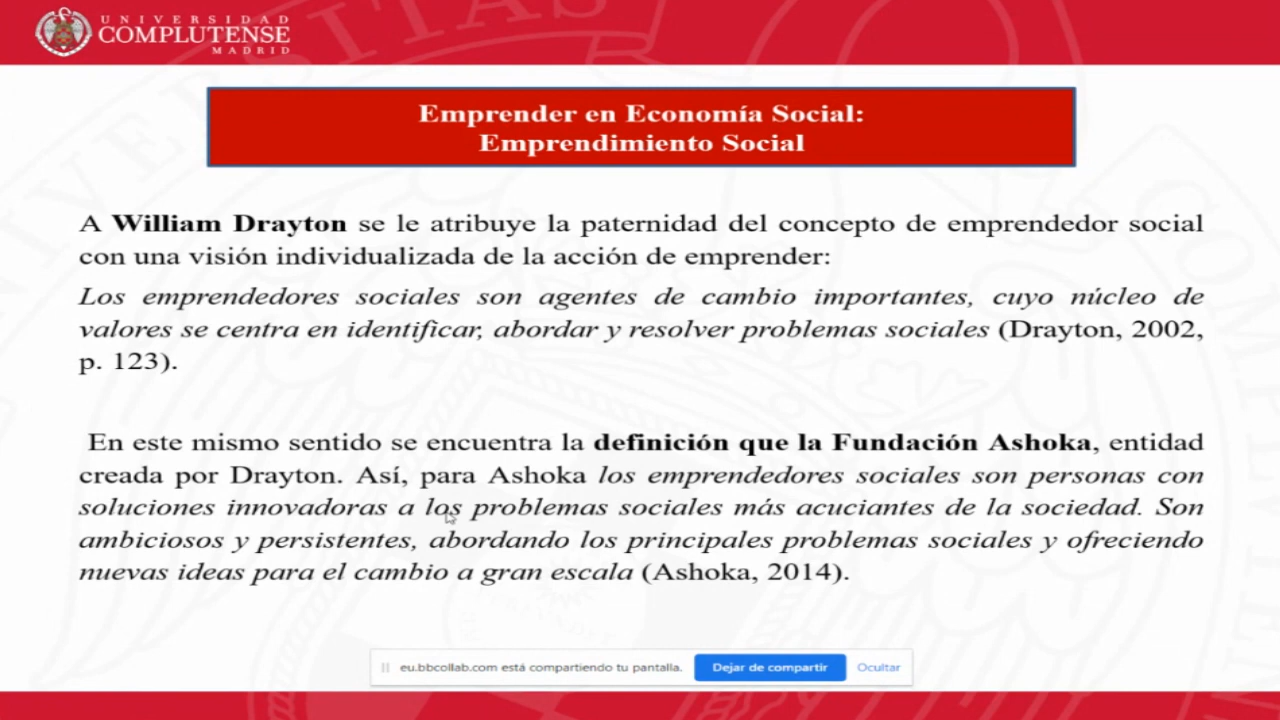 UNIVERSIDAD
COMPLUTENSE
MADRID
Emprender en Economía Social:
Emprendimiento Social
A William Drayton se le atribuye la paternidad del concepto de emprendedor social
con una visión individualizada de la acción de emprender:
Los emprendedores sociales son agentes de cambio importantes, cuyo núcleo de
valores se centra en identificar, abordar y resolver problemas sociales (Drayton, 2002,
p. 123).
En este mismo sentido se encuentra la definición que la Fundación Ashoka, entidad
creada por Drayton. Así, para Ashoka los emprendedores sociales son personas con
soluciones innovadoras a los problemas sociales más acuciantes de la sociedad. Son
ambiciosos y persistentes, abordando los principales problemas sociales y ofreciendo
nuevas ideas para el cambio a gran escala (Ashoka, 2014).
eu.bbcollab.com está compartiendo tu pantalla. Dejar de compartir Ocultar